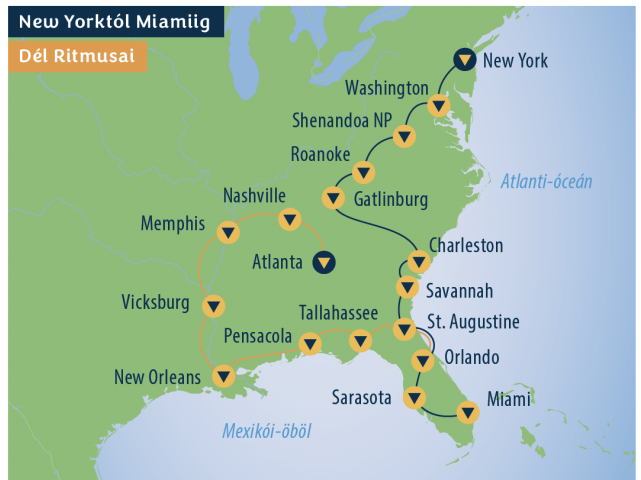 New Yorktól Miamiig
Dél Ritmusai
New York
Washington
Shenandoa NP
Roanoke
Atlanti-óceán
Nashville
Gatlinburg
Memphis
Charleston
Atlanta
Savannah
Vicksburg
Tallahassee
St. Augustine
Pensacola
Orlando
New Orleans
Sarasota
Miami
Mexikói-öböl